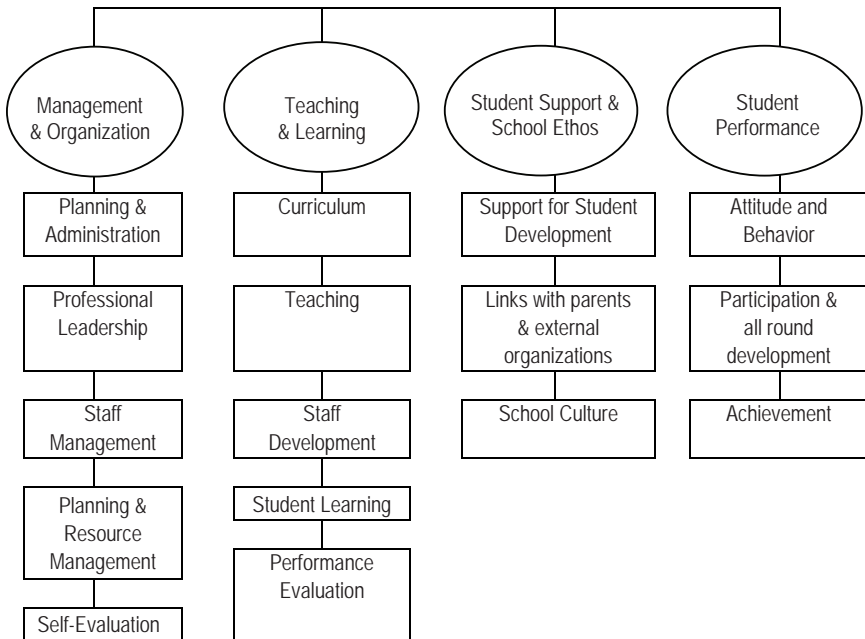 Management
& Organization
Teaching
& Learning
Student Support &
School Ethos
Student
Performance
Planning &
Administration
Professional
Leadership
Staff
Management
Planning &
Resource
Management
Self-Evaluation
Curriculum
Teaching
Staff
Development
Student Learning
Performance
Evaluation
Support for Student
Development
Links with parents
& external
organizations
School Culture
Attitude and
Behavior
Participation &
all round
development
Achievement